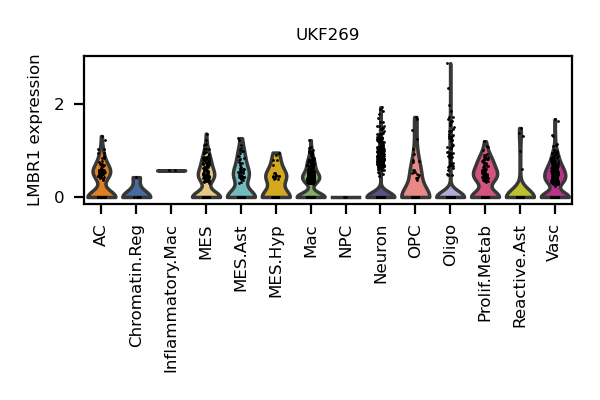 UKF269
LMBR1 expression
2
0
AC
Chromatin.Reg
Inflammatory.Mac
MES
MES.Ast
MES.Hyp
Mac
NPC
Neuron
OPC
Oligo
Prolif.Metab
Reactive.Ast
Vasc